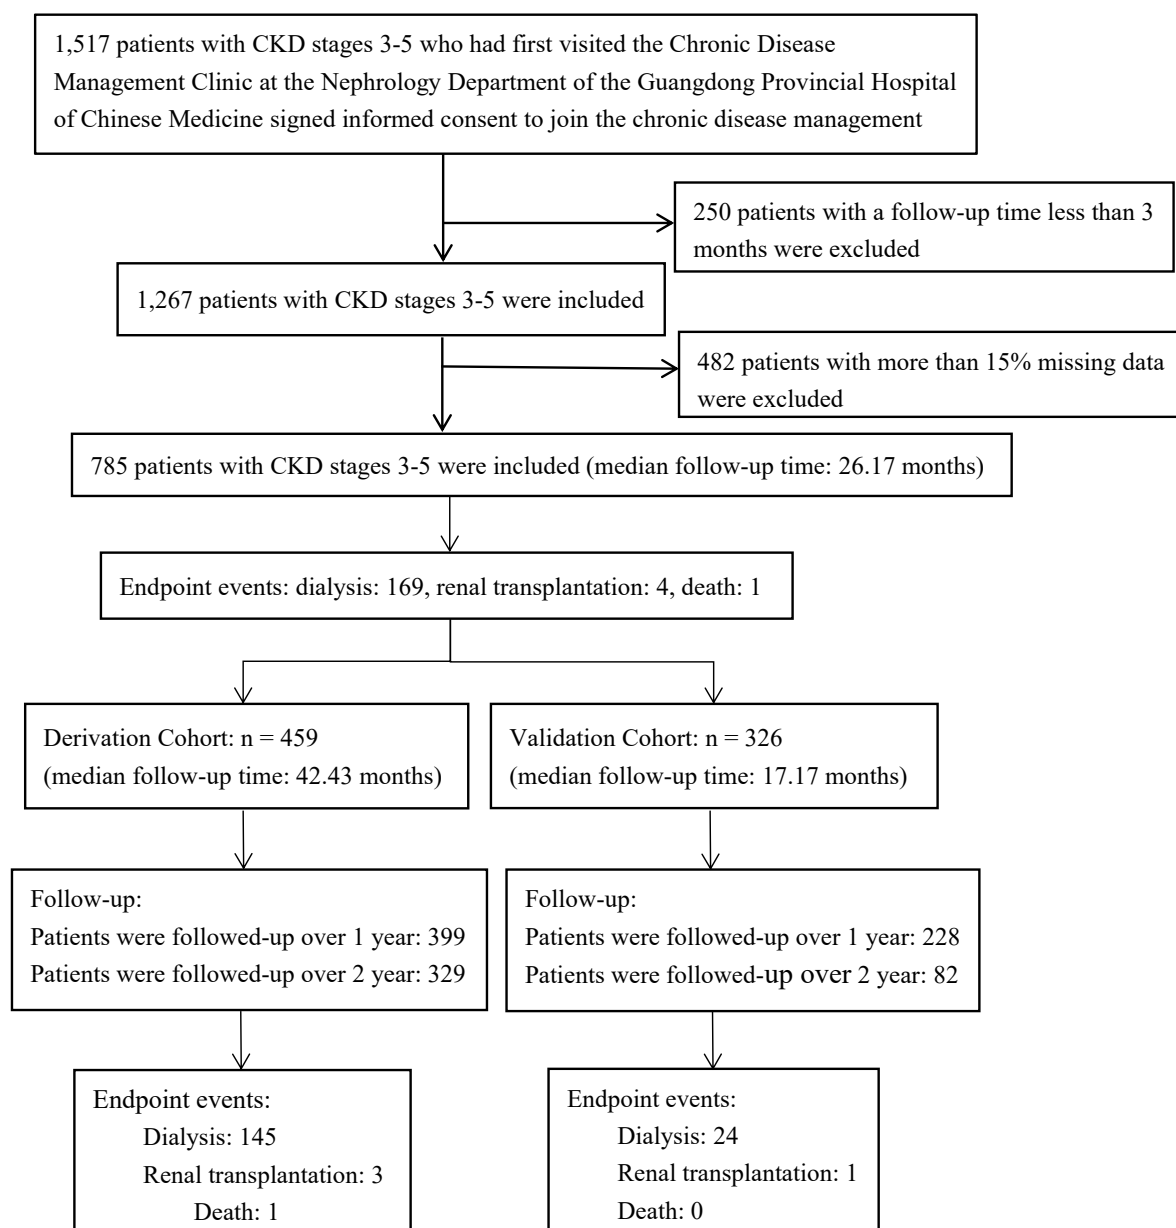 1,517 patients with CKD stages 3-5 who had first visited the Chronic Disease
Management Clinic at the Nephrology Department of the Guangdong Provincial Hospital
of Chinese Medicine signed informed consent to join the chronic disease management
250 patients with a follow-up time less than 3
months were excluded
1,267 patients with CKD stages 3-5 were included
482 patients with more than 15% missing data
were excluded
785 patients with CKD stages 3-5 were included (median follow-up time: 26.17 months)
Endpoint events: dialysis: 169, renal transplantation: 4, death: 1
Derivation Cohort: n = 459
(median follow-up time: 42.43 months)
Validation Cohort: n = 326
(median follow-up time: 17.17 months)
Follow-up:
Patients were followed-up over 1 year: 399
Patients were followed-up over 2 year: 329
Follow-up:
Patients were followed-up over 1 year: 228
Patients were followed-up over 2 year: 82
Endpoint events:
Dialysis: 145
Renal transplantation: 3
Death: 1
Endpoint events:
Dialysis: 24
Renal transplantation: 1
Death: 0